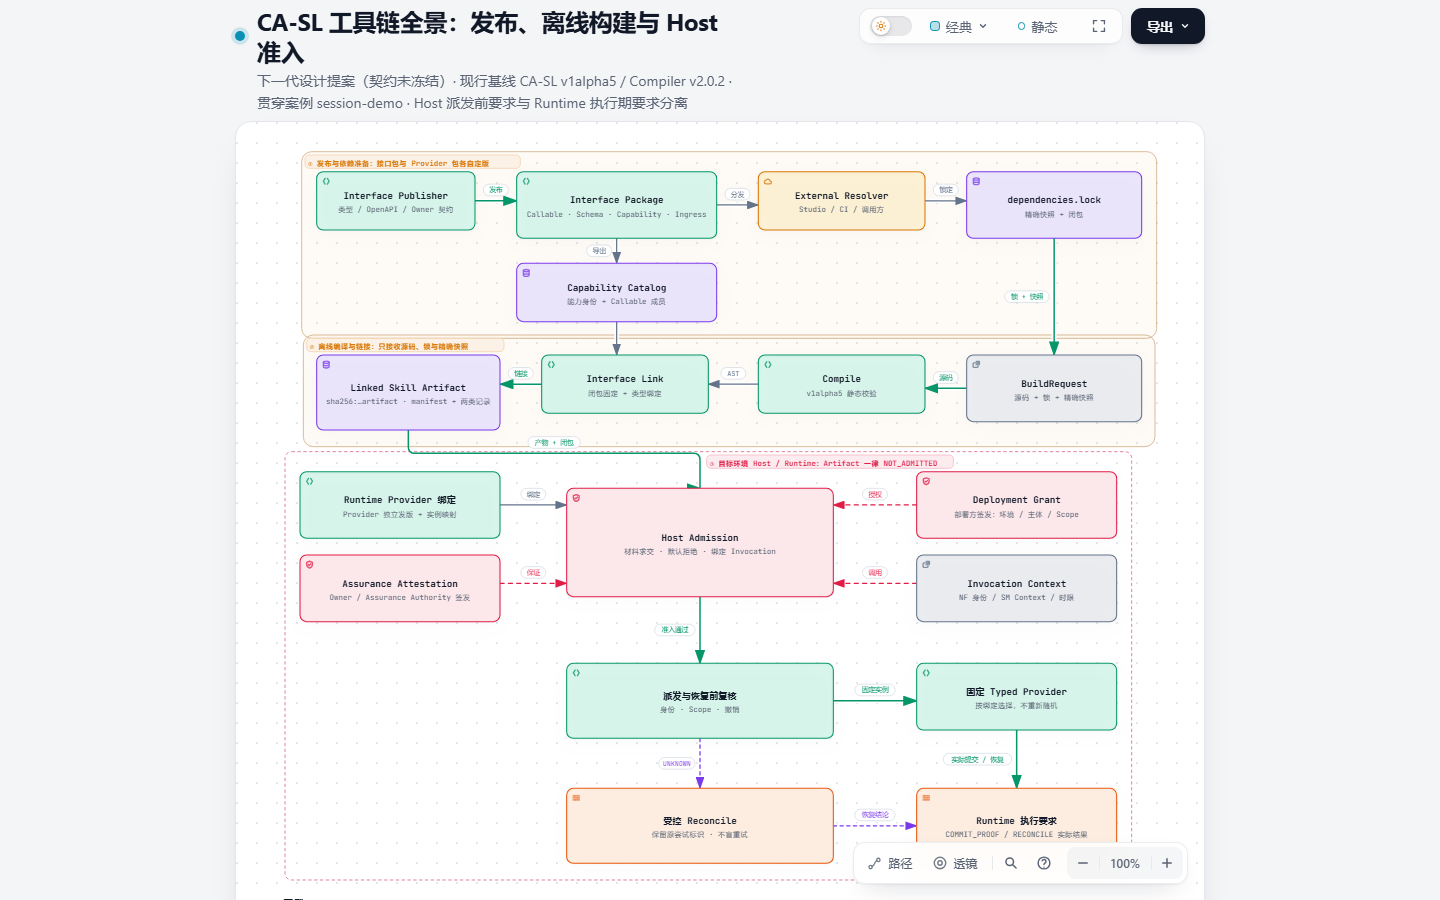 CA-SL 工具链全景：发布、离线构建与 Host
准入
下一代设计提案（契约未冻结）· 现行基线 CA-SL v1alpha5 / Compiler v2.0.2 ·
贯穿案例 session-demo · Host 派发前要求与 Runtime 执行期要求分离
经典
静态
导出
① 发布与依赖准备：接口包与 Provider 包各自定版
Interface Publisher
类型 / OpenAPI / Owner 契约
发布
Interface Package
Callable · Schema · Capability · Ingress
分发
External Resolver
Studio / CI / 调用方
锁定
dependencies.lock
精确快照 + 闭包
导出
Capability Catalog
能力身份 + Callable 成员
锁 + 快照
② 离线编译与链接：只接收源码、锁与精确快照
Linked Skill Artifact
sha256:…artifact · manifest + 两类记录
链接
Interface Link
闭包固定 + 类型绑定
AST
Compile
v1alpha5 静态校验
源码
BuildRequest
源码 + 锁 + 精确快照
产物 + 闭包
③ 目标环境 Host / Runtime：Artifact 一律 NOT_ADMITTED
Runtime Provider 绑定
Provider 独立发版 + 实例映射
绑定
Host Admission
材料求交 · 默认拒绝 · 绑定 Invocation
授权
Deployment Grant
部署方签发：环境 / 主体 / Scope
Assurance Attestation
Owner / Assurance Authority 签发
保证
调用
Invocation Context
NF 身份 / SM Context / 时限
准入通过
派发与恢复前复核
身份 · Scope · 撤销
固定实例
固定 Typed Provider
按绑定选择，不重新随机
UNKNOWN
实际提交 / 恢复
受控 Reconcile
保留原尝试标识 · 不盲重试
恢复结论
Runtime 执行要求
COMMIT_PROOF / RECONCILE 实际结果
路径
透镜
100%